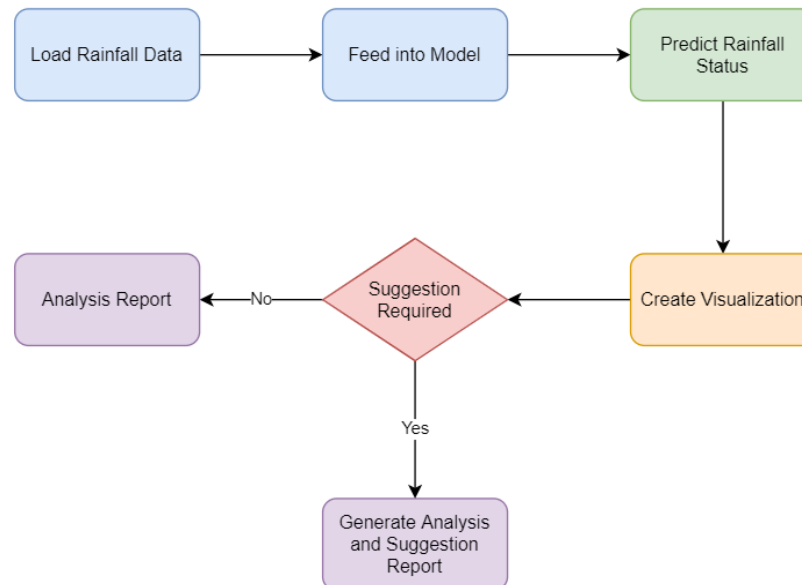 Load Rainfall Data
Feed into Model
Predict Rainfall
Status
Analysis Report
No
Suggestion
Required
Create Visualization
Yes
Generate Analysis
and Suggestion
Report